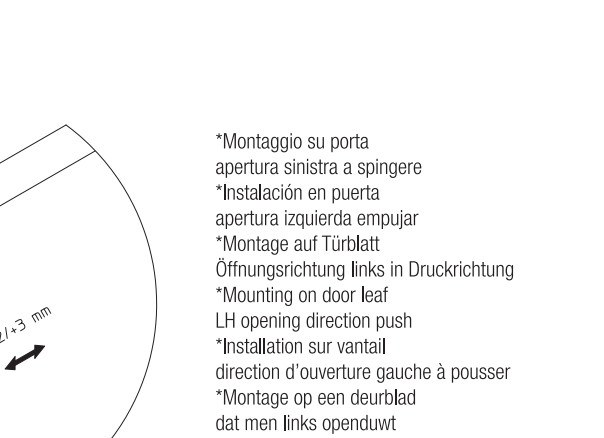 *Montaggio su porta
apertura sinistra a spingere
*Instalación en puerta
apertura izquierda empujar
*Montage auf Türblatt
Öffnungsrichtung links in Druckrichtung
*Mounting on door leaf
LH opening direction push
*Installation sur vantail
direction d’ouverture gauche à pousser
*Montage op een deurblad
dat men links openduwt
2/+3 mm